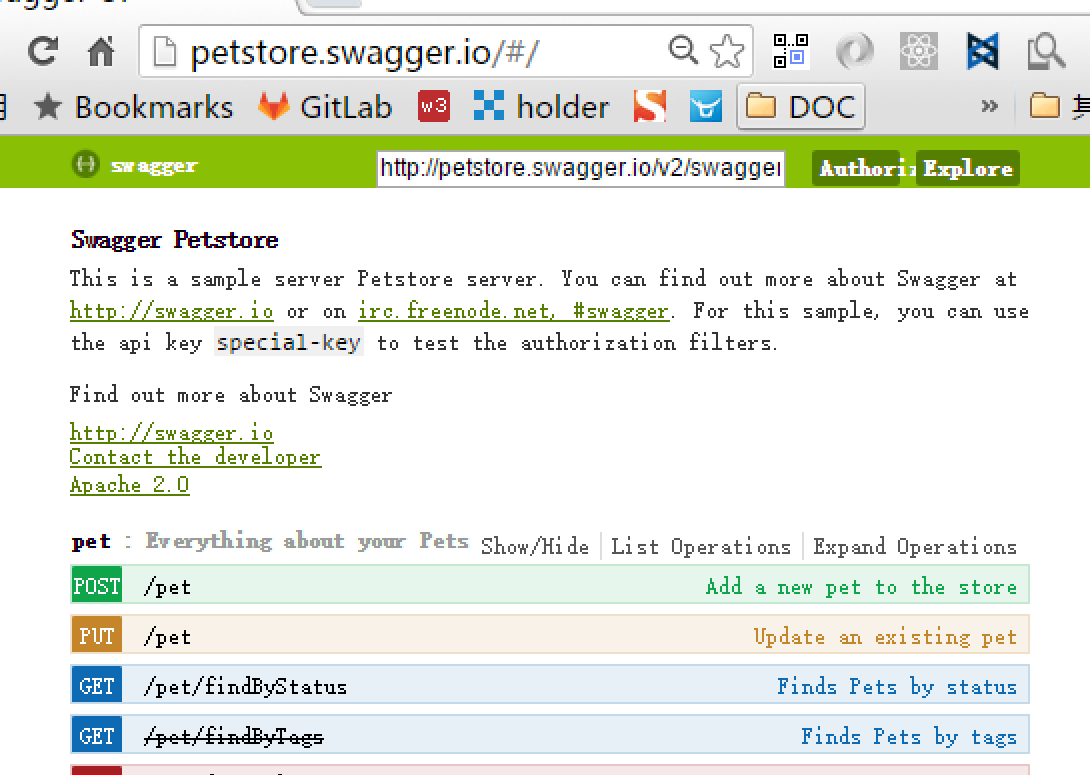 petstore.swagger.io/#/
Bookmarks GitLab w3 holder S DOC » 其
swagger http://petstore.swagger.io/v2/swagger Explore
Swagger Petstore
This is a sample server Petstore server. You can find out more about Swagger at
http://swagger.io or on irc.freenode.net, #swagger. For this sample, you can use
the api key special-key to test the authorization filters.
Find out more about Swagger
http://swagger.io
Contact the developer
Apache 2.0
pet : Everything about your Pets Show/Hide List Operations Expand Operations
POST /pet Add a new pet to the store
PUT /pet Update an existing pet
GET /pet/findByStatus Finds Pets by status
GET /pet/findByTags Finds Pets by tags